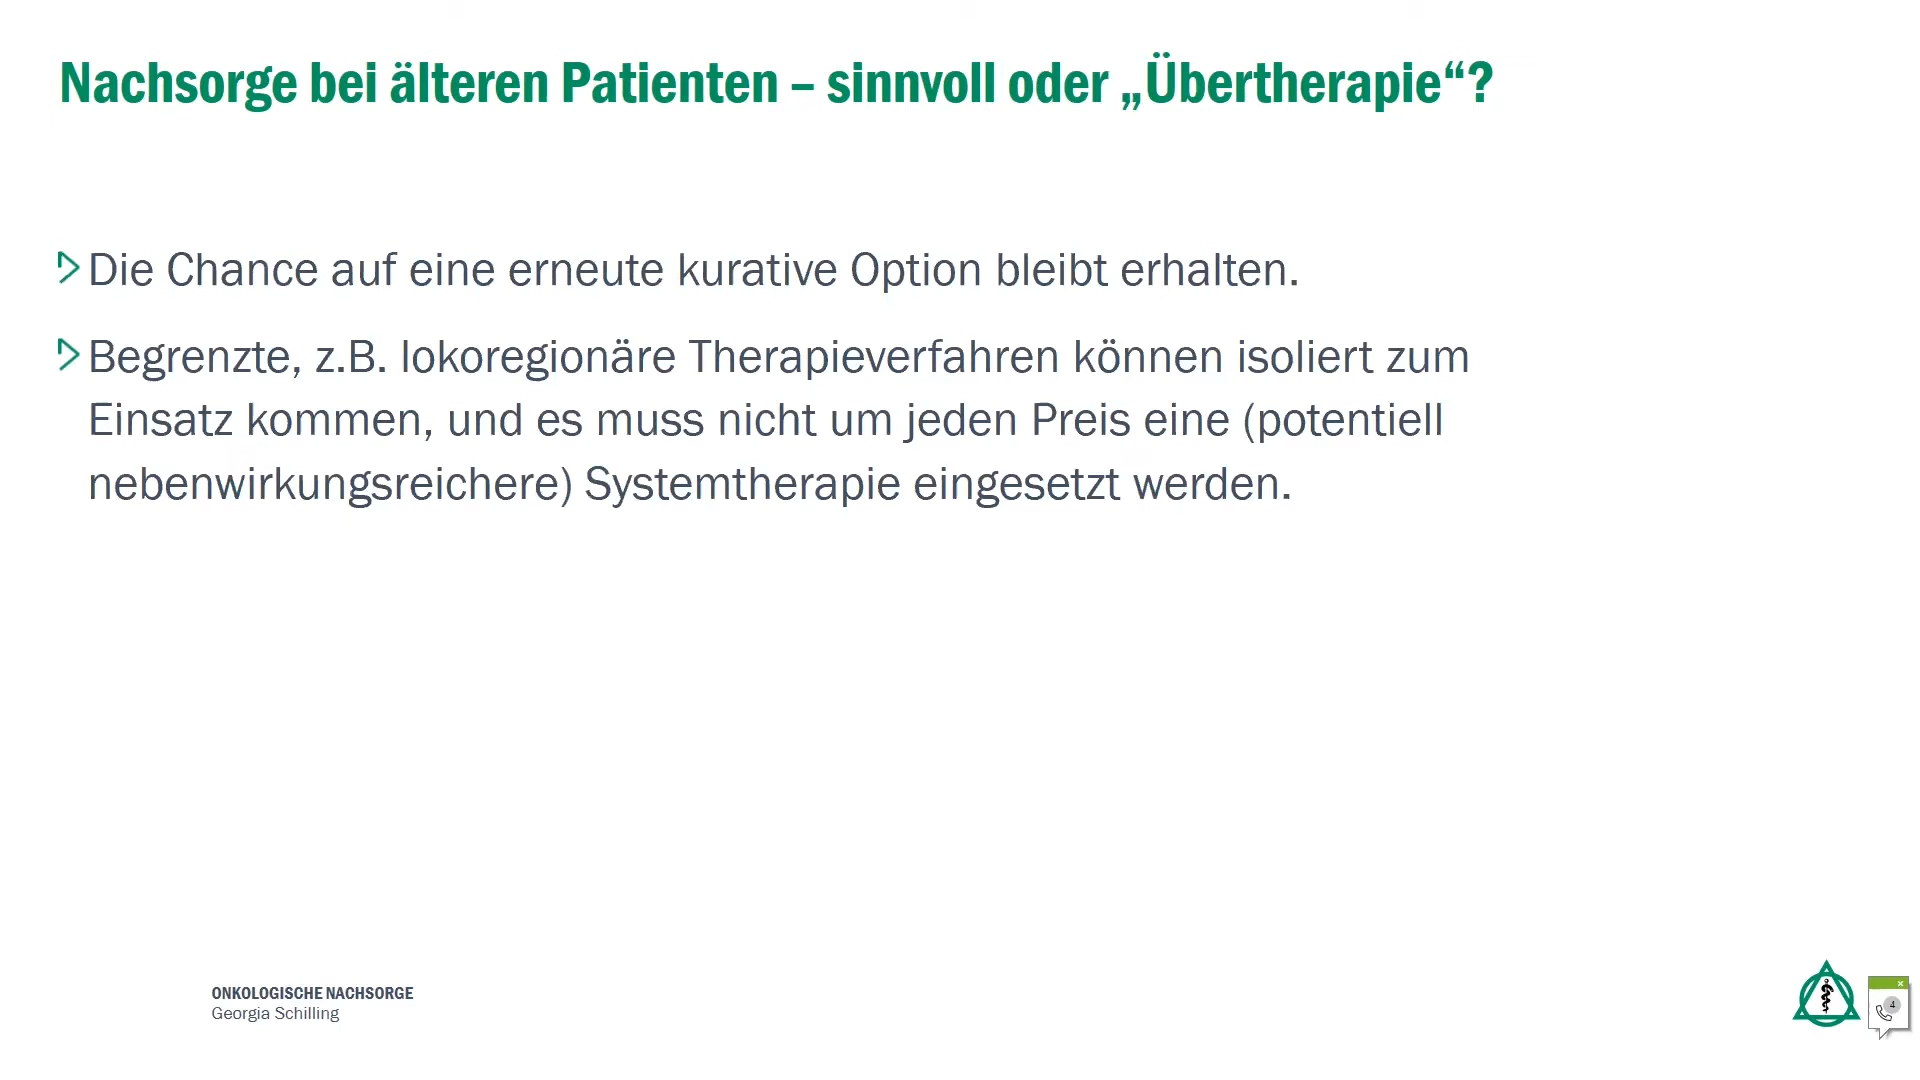 Nachsorge bei älteren Patienten – sinnvoll oder „Übertherapie“?
Die Chance auf eine erneute kurative Option bleibt erhalten.
Begrenzte, z.B. lokoregionäre Therapieverfahren können isoliert zum
Einsatz kommen, und es muss nicht um jeden Preis eine (potentiell
nebenwirkungsreichere) Systemtherapie eingesetzt werden.
ONKOLOGISCHE NACHSORGE
Georgia Schilling
4